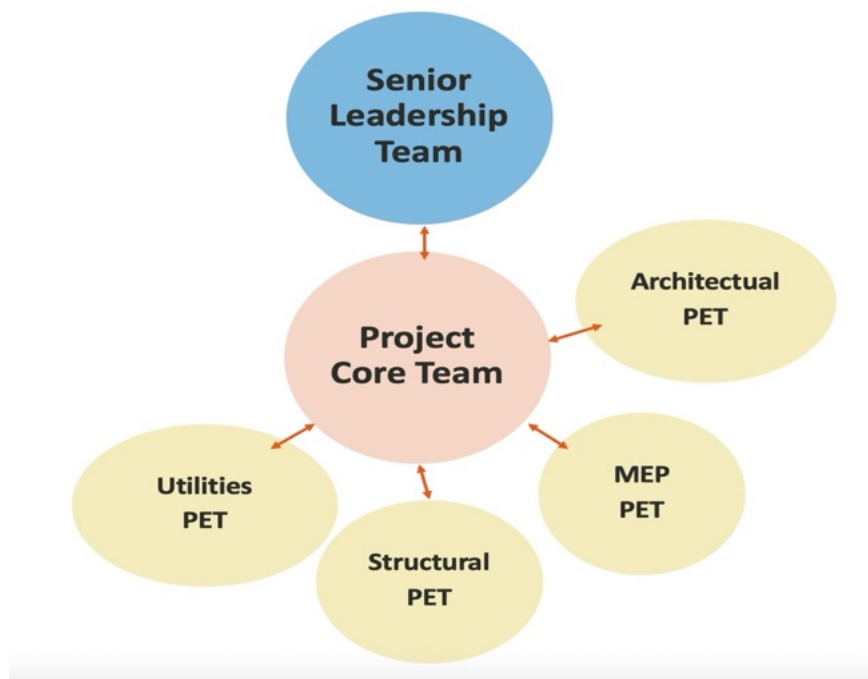 Senior
Leadership
Team
Project
Core Team
Architectual
PET
MEP
PET
Structural
PET
Utilities
PET